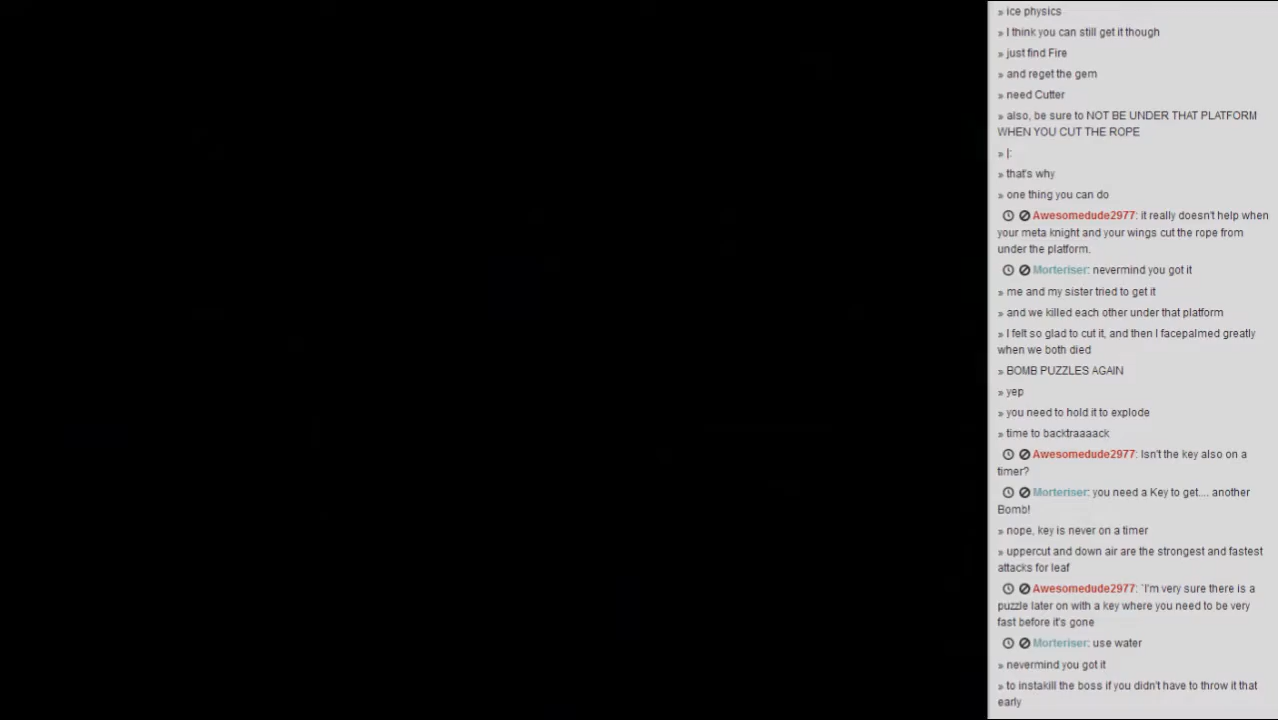 » ice physics
» I think you can still get it though
» just find Fire
» and reget the gem
» need Cutter
» also, be sure to NOT BE UNDER THAT PLATFORM
WHEN YOU CUT THE ROPE
» |:
» that's why
» one thing you can do
Awesomedude2977: it really doesn't help when
your meta knight and your wings cut the rope from
under the platform.
Morteriser: nevermind you got it
» me and my sister tried to get it
» and we killed each other under that platform
» I felt so glad to cut it, and then I facepalmed greatly
when we both died
» BOMB PUZZLES AGAIN
» yep
» you need to hold it to explode
» time to backtraaaack
Awesomedude2977: Isn't the key also on a
timer?
Morteriser: you need a Key to get.... another
Bomb!
» nope, key is never on a timer
» uppercut and down air are the strongest and fastest
attacks for leaf
Awesomedude2977: `I'm very sure there is a
puzzle later on with a key where you need to be very
fast before it's gone
Morteriser: use water
» nevermind you got it
» to instakill the boss if you didn't have to throw it that
early